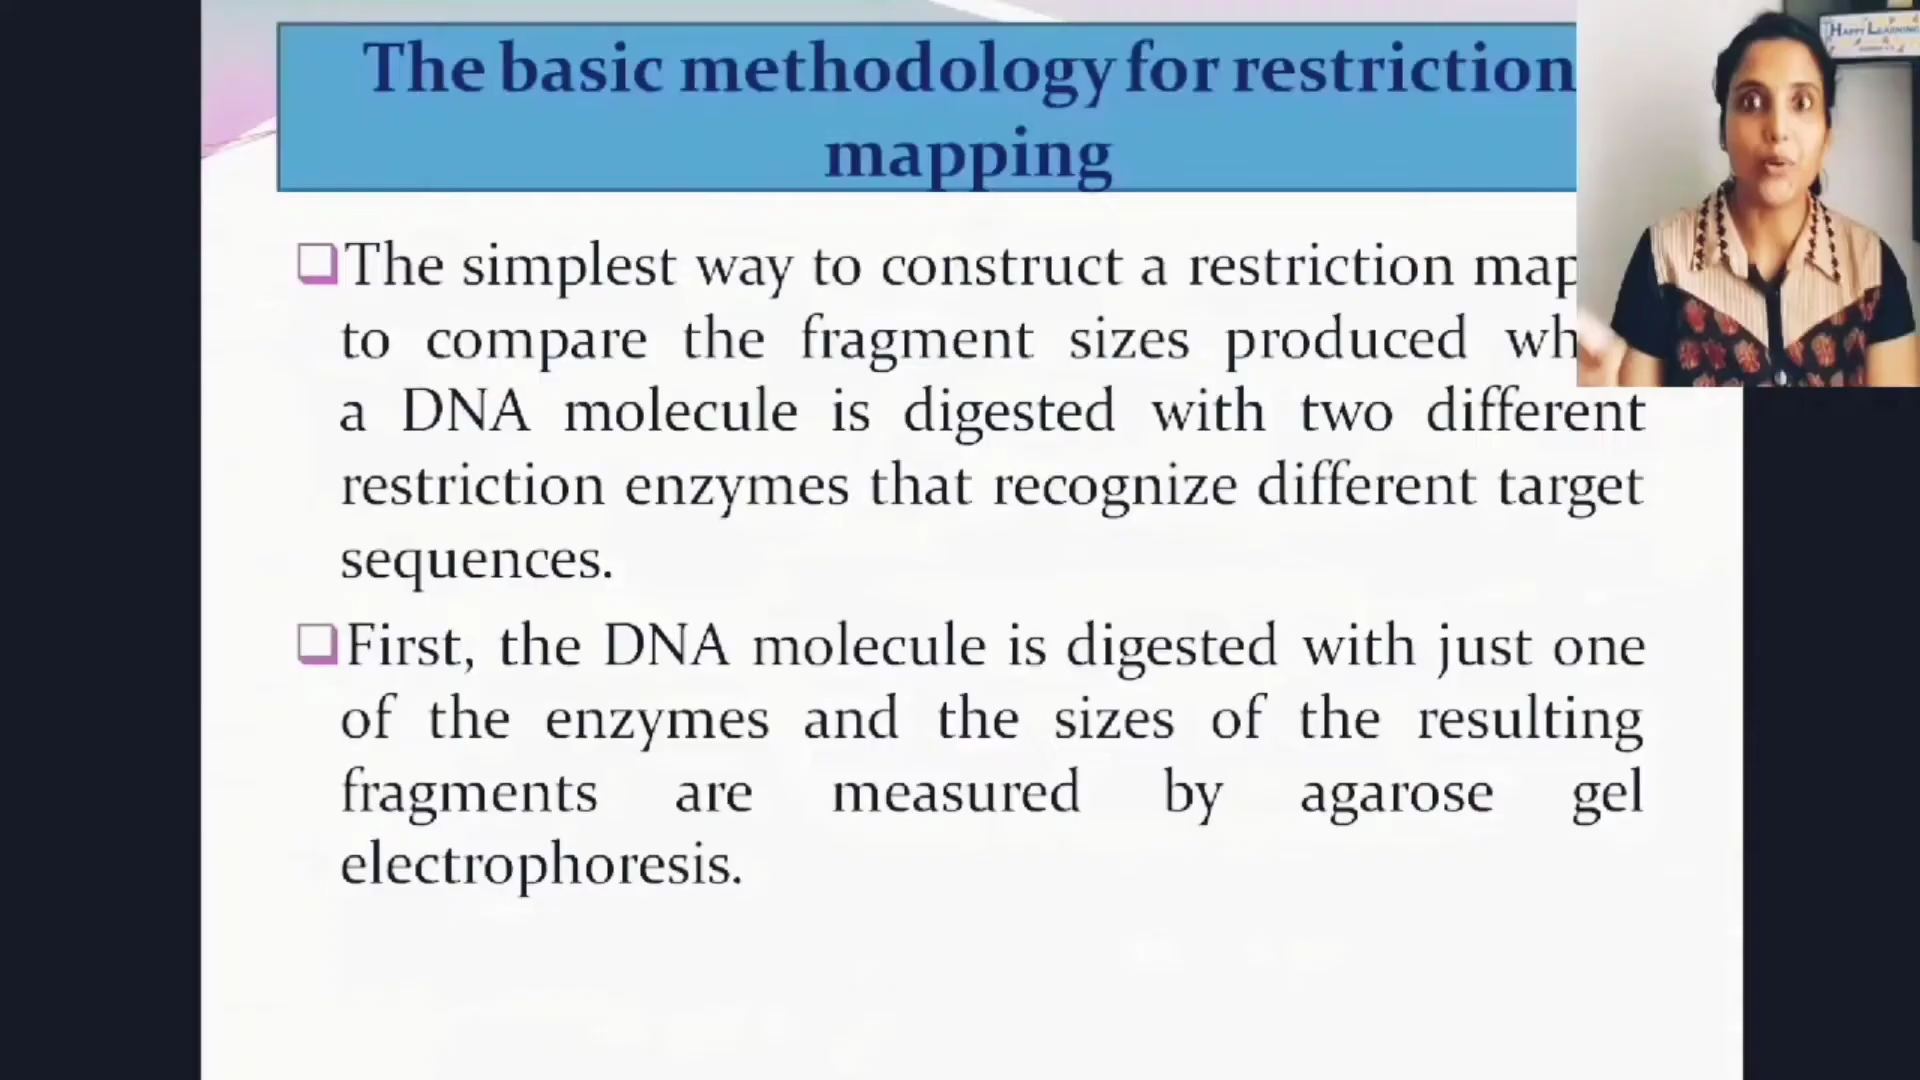 The basic methodology for restriction
mapping
The simplest way to construct a restriction map
to compare the fragment sizes produced
a DNA molecule is digested with two different
restriction enzymes that recognize different target
sequences.
First, the DNA molecule is digested with just one
of the enzymes and the sizes of the resulting
fragments are measured by agarose gel
electrophoresis.
HAPPY LEARNING